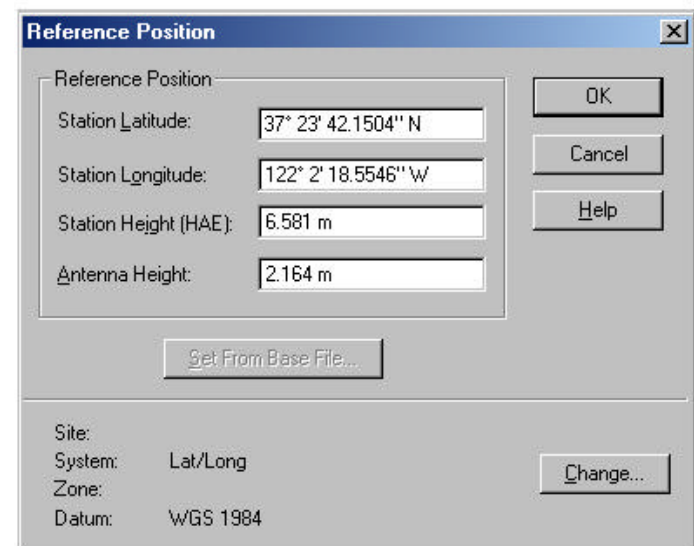 Reference Position
Reference Position
Station Latitude: 37° 23' 42.1504" N
Station Longitude: 122° 2' 18.5546" W
Station Height (HAE): 6.581 m
Antenna Height: 2.164 m
OK
Cancel
Help
Set From Base File...
Site:
System: Lat/Long
Zone:
Datum: WGS 1984
Change...